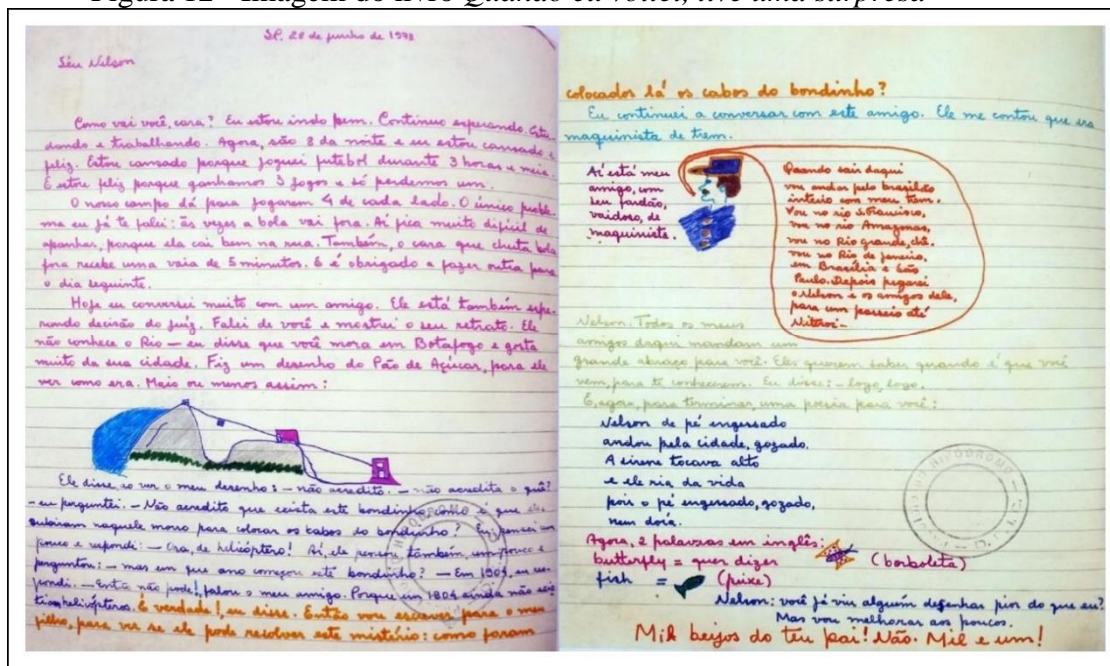 Figura 12 - Imagem do livro Quando eu voltei, tive uma surpresa
SP. 28 de junho de 1973
Seu Nelson
Como vai você, cara? Eu estou indo bem. Continuo esperando. Estu-
dando e trabalhando. Agora, são 8 da noite e eu estou cansado e
feliz. Estou cansado porque joguei futebol durante 3 horas e meia.
E estou feliz porque ganhamos 3 jogos e só perdemos um.
O nosso campo dá para jogarem 4 de cada lado. O único proble-
ma eu já te falei: às vezes a bola vai fora. Aí fica muito difícil de
apanhar, porque ela cai bem na rua. Também, o cara que chuta bola
fora recebe uma vaia de 5 minutos. E é obrigado a fazer outra para
o dia seguinte.
Hoje eu conversei muito com um amigo. Ele está também espe-
rando decisão do juiz. Falei de você e mostrei o seu retrato. Ele
não conhece o Rio — eu disse que você mora em Botafogo e gosta
muito da sua cidade. Fiz um desenho do Pão de Açúcar, para ele
ver como era. Mais ou menos assim:
Ele disse, ao ver o meu desenho: — não acredito. — não acredita o quê?
- eu perguntei. — Não acredito que exista este bondinho, como é que
subiram naquele morro para colocar os cabos do bondinho? Eu pensei um
pouco e respondi: — Ora, de helicóptero! Aí, ele pensou também um pouco e
perguntou: — mas em que ano começou este bondinho? — Em 1909, eu res-
pondi. — Então não pode!, falou o meu amigo. Porque em 1809 ainda não exis-
tiam helicópteros. É verdade!, eu disse. Então vou escrever para o meu
filho, para ver se ele pode resolver este mistério: como foram
colocados lá os cabos do bondinho?
Eu continuei a conversar com este amigo. Ele me contou que era
maquinista de trem.
Aí está meu
amigo, com
seu fardão,
vaidoso, de
maquinista.
Quando sair daqui
vou andar pelo brasilzão
inteiro com meu trem.
Vou no rio S. Francisco,
vou no rio Amazonas,
vou no Rio grande, chê.
vou no Rio de janeiro,
em Brasília e São
Paulo. Depois pegarei
o Nelson e os amigos dele,
para um passeio até
Niterói -
Nelson. Todos os meus
amigos daqui mandam um
grande abraço para você. Eles querem saber quando é que você
vem, para te conhecerem. Eu disse: - logo, logo.
E, agora, para terminar, uma poesia para você:
Nelson de pé engessado
andou pela cidade, gozado.
A sirene tocava alto
e ele ria da vida
pois o pé engessado, gozado,
nem doía.
Agora, 2 palavras em inglês:
butterfly = quer dizer (borboleta)
fish = (peixe)
Nelson: você já viu alguém desenhar pior do que eu?
Mas vou melhorar aos poucos.
Mil beijos do teu pai! Não. Mil e um!